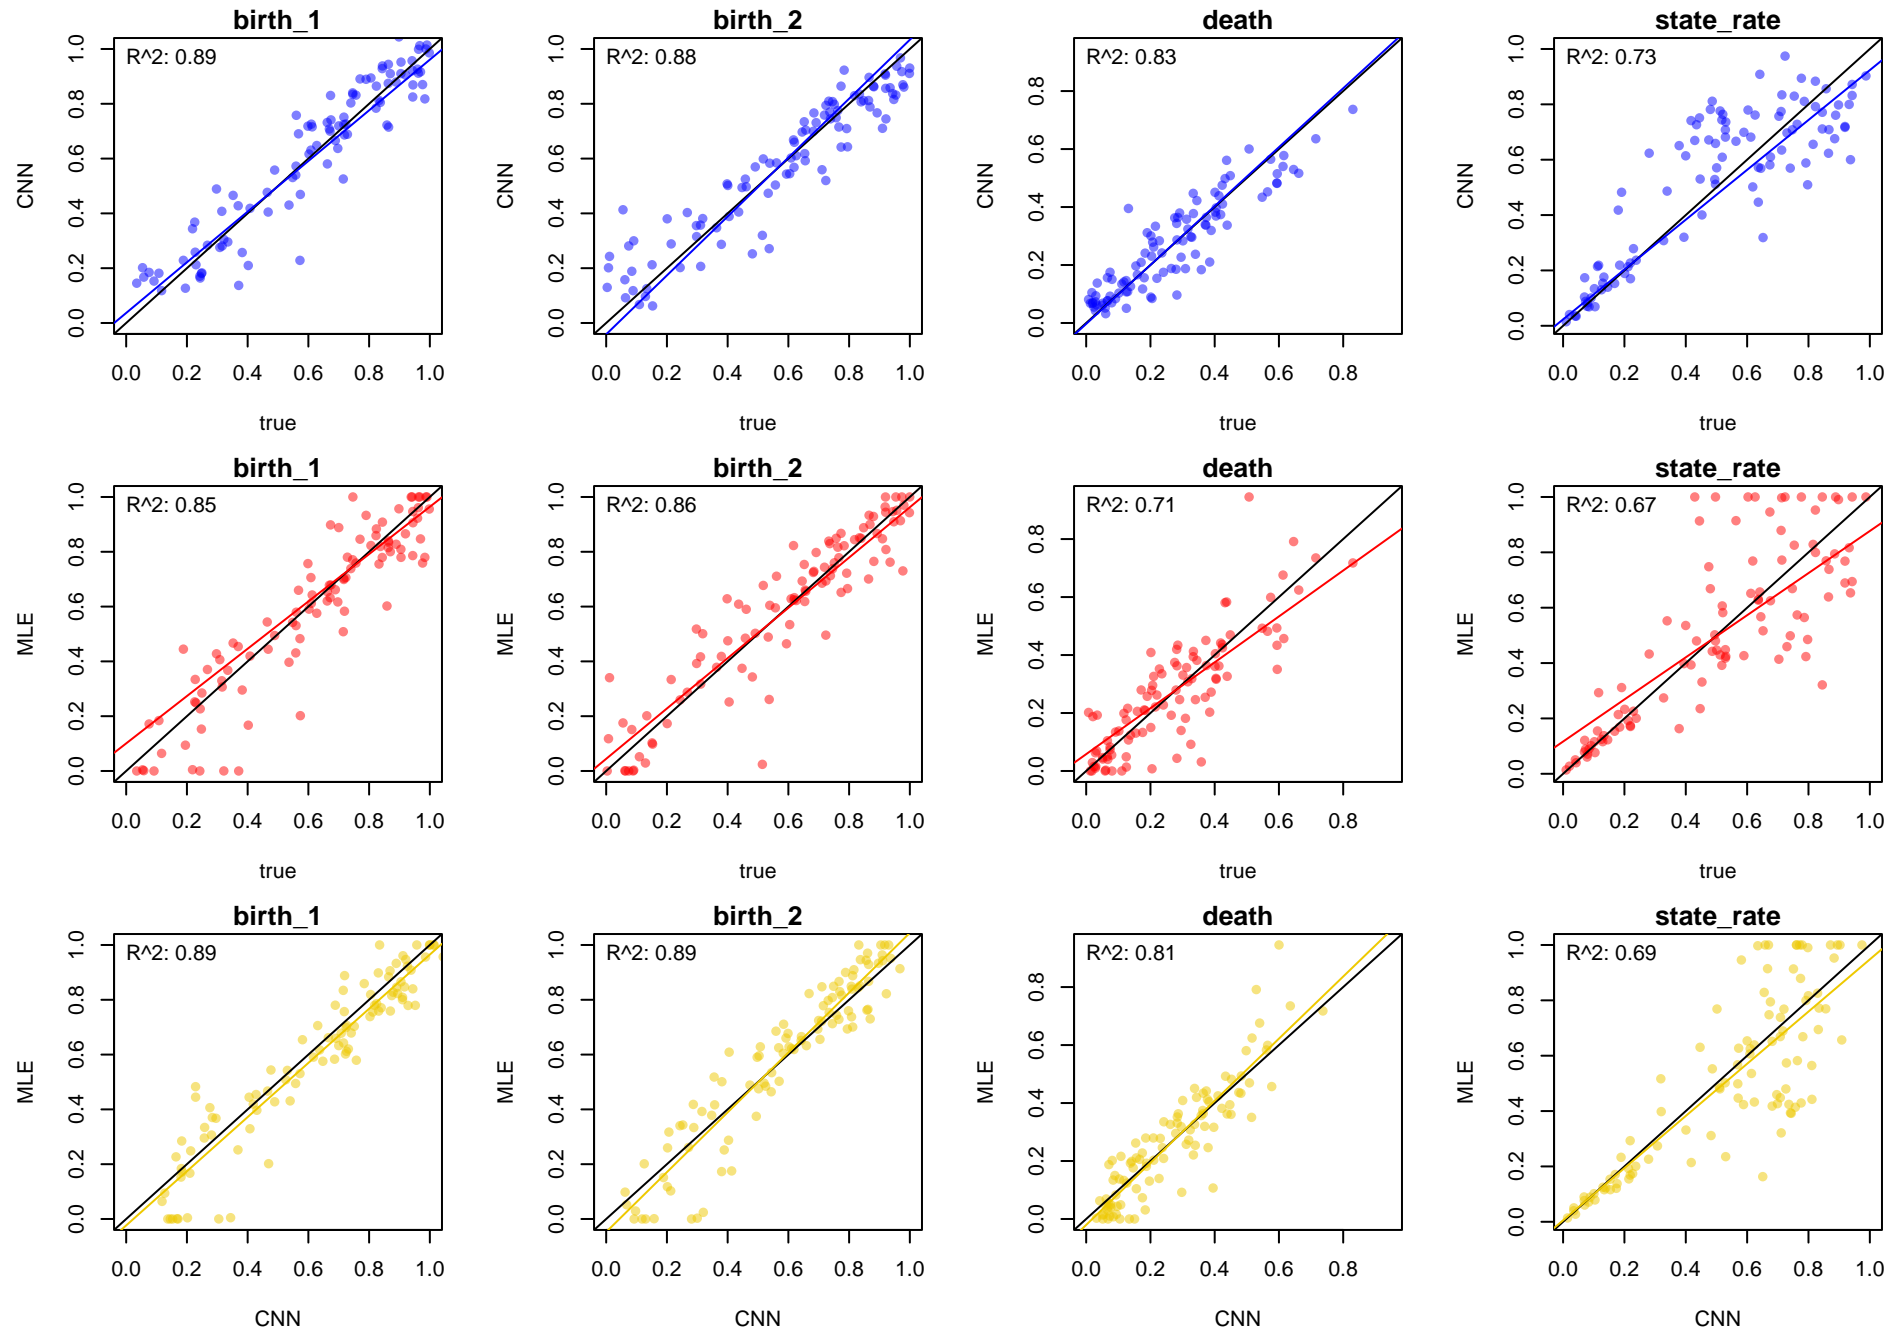 birth_1 birth_2 death state_rate
R^2: 0.89 R^2: 0.88 R^2: 0.83 R^2: 0.73
CNN 0.0 0.2 0.4 0.6 0.8 1.0 CNN 0.0 0.2 0.4 0.6 0.8 1.0 CNN 0.0 0.2 0.4 0.6 0.8 CNN 0.0 0.2 0.4 0.6 0.8 1.0
0.0 0.2 0.4 0.6 0.8 1.0 0.0 0.2 0.4 0.6 0.8 1.0 0.0 0.2 0.4 0.6 0.8 0.0 0.2 0.4 0.6 0.8 1.0
true true true true
birth_1 birth_2 death state_rate
R^2: 0.85 R^2: 0.86 R^2: 0.71 R^2: 0.67
MLE 0.0 0.2 0.4 0.6 0.8 1.0 MLE 0.0 0.2 0.4 0.6 0.8 1.0 MLE 0.0 0.2 0.4 0.6 0.8 MLE 0.0 0.2 0.4 0.6 0.8 1.0
0.0 0.2 0.4 0.6 0.8 1.0 0.0 0.2 0.4 0.6 0.8 1.0 0.0 0.2 0.4 0.6 0.8 0.0 0.2 0.4 0.6 0.8 1.0
true true true true
birth_1 birth_2 death state_rate
R^2: 0.89 R^2: 0.89 R^2: 0.81 R^2: 0.69
MLE 0.0 0.2 0.4 0.6 0.8 1.0 MLE 0.0 0.2 0.4 0.6 0.8 1.0 MLE 0.0 0.2 0.4 0.6 0.8 MLE 0.0 0.2 0.4 0.6 0.8 1.0
0.0 0.2 0.4 0.6 0.8 1.0 0.0 0.2 0.4 0.6 0.8 1.0 0.0 0.2 0.4 0.6 0.8 0.0 0.2 0.4 0.6 0.8 1.0
CNN CNN CNN CNN